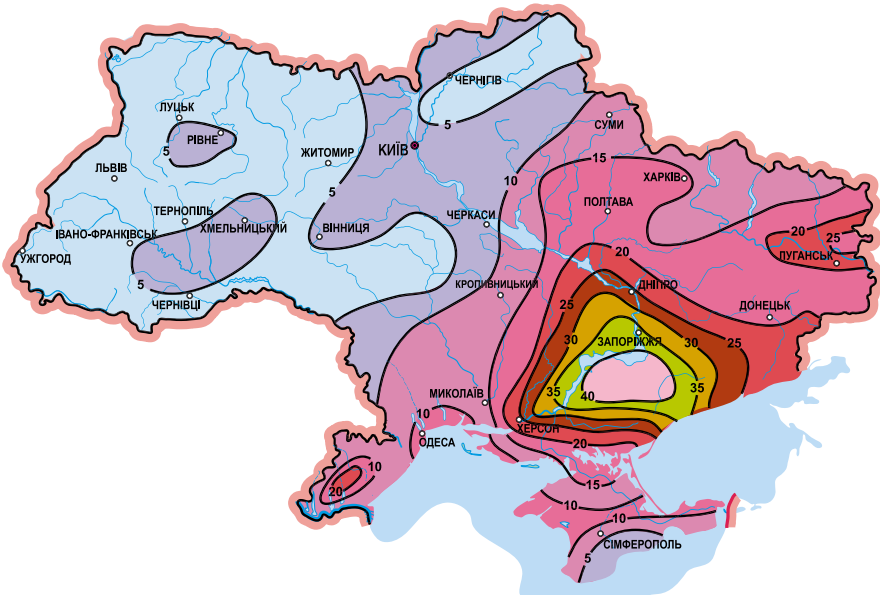 ЧЕРНІГІВ
ЛУЦЬК
СУМИ
5
РІВНЕ
5
КИЇВ
ЖИТОМИР
15
ЛЬВІВ
ХАРКІВ
10
5
ПОЛТАВА
ТЕРНОПІЛЬ
ЧЕРКАСИ
ХМЕЛЬНИЦЬКИЙ
ВІННИЦЯ
ІВАНО-ФРАНКІВСЬК
20
25
20
УЖГОРОД
ЛУГАНСЬК
5
КРОПИВНИЦЬКИЙ
ДНІПРО
ЧЕРНІВЦІ
25
ДОНЕЦЬК
30
ЗАПОРІЖЖЯ
30
25
35
35
МИКОЛАЇВ
40
10
ХЕРСОН
ОДЕСА
20
10
15
20
10
10
СІМФЕРОПОЛЬ
5